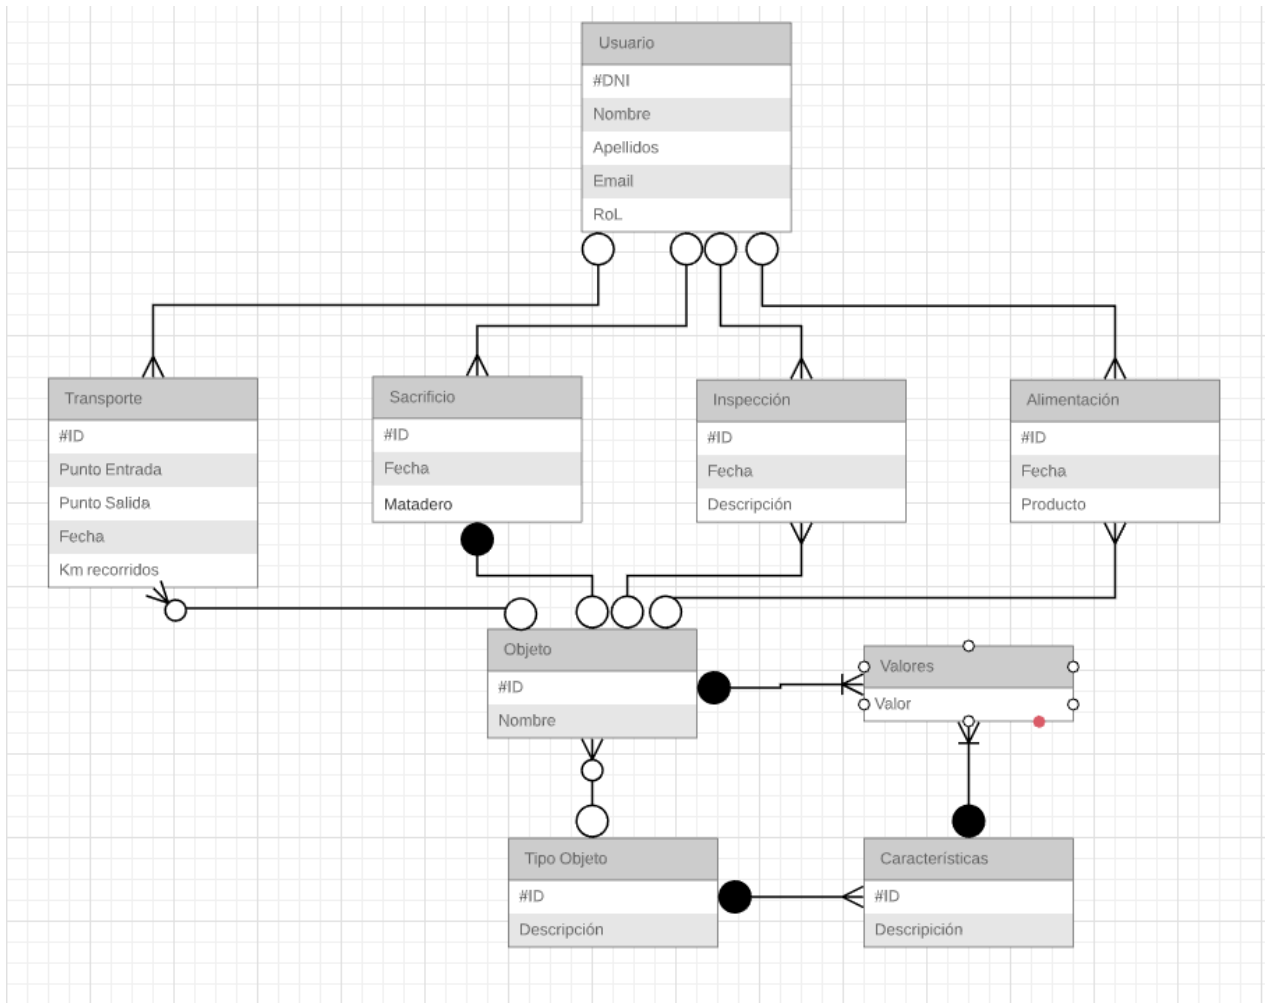 Usuario
#DNI
Nombre
Apellidos
Email
RoL
Transporte
#ID
Punto Entrada
Punto Salida
Fecha
Km recorridos
Sacrificio
#ID
Fecha
Matadero
Inspección
#ID
Fecha
Descripción
Alimentación
#ID
Fecha
Producto
Objeto
#ID
Nombre
Valores
Valor
Tipo Objeto
#ID
Descripción
Características
#ID
Descripición